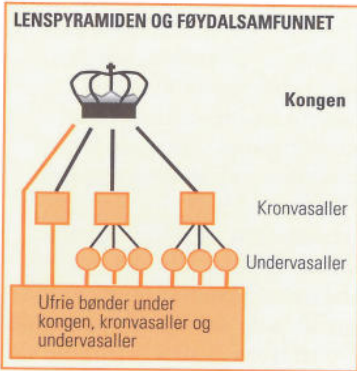 LENSPYRAMIDEN OG FØYDALSAMFUNNET
Kongen
Kronvasaller
Undervasaller
Ufrie bønder under
kongen, kronvasaller og
undervasaller